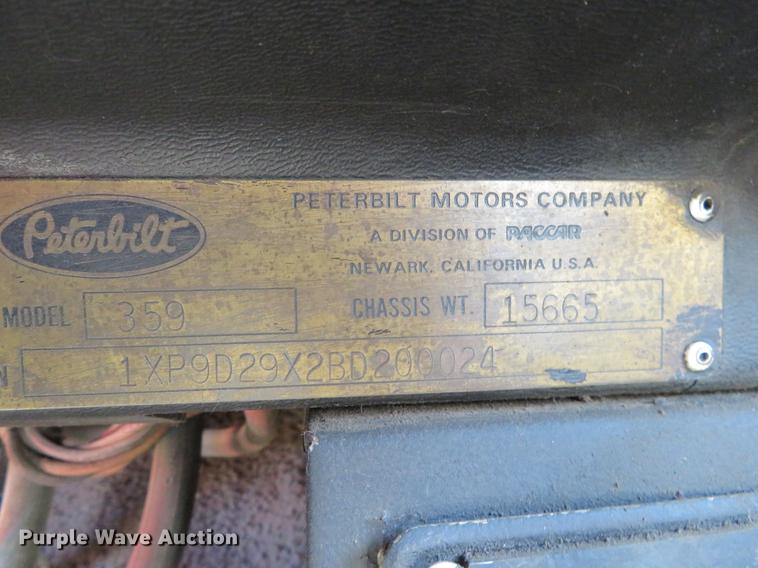 Peterbilt
PETERBILT MOTORS COMPANY
A DIVISION OF PACCAR
NEWARK, CALIFORNIA U.S.A.
MODEL 359 CHASSIS WT. 15665
N 1XP9D29X2BD200024
Purple Wave Auction